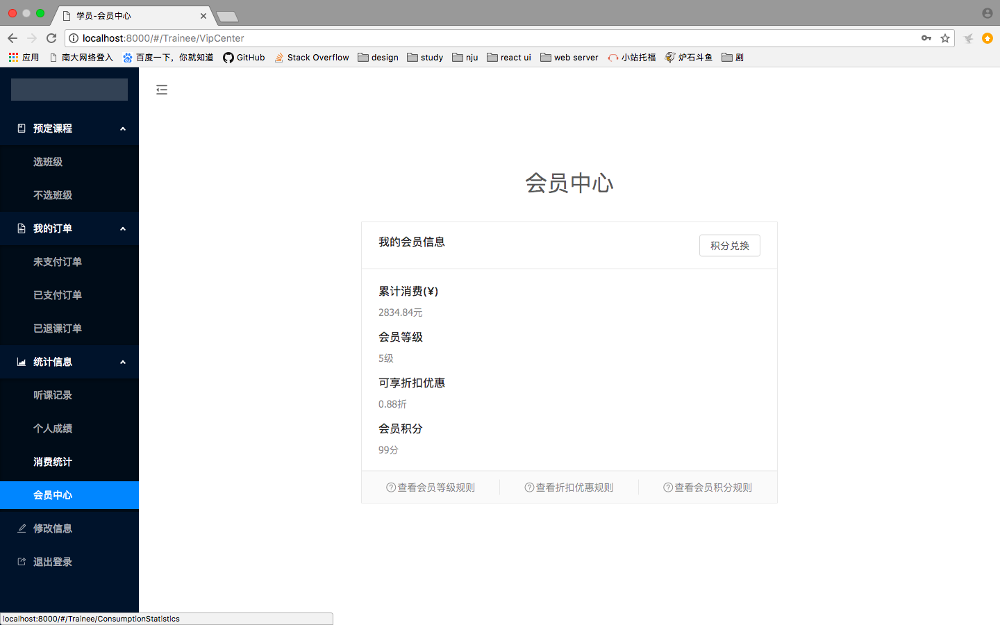 学员-会员中心
localhost:8000/#/Trainee/VipCenter
应用 南大网络登入 百度一下，你就知道 GitHub Stack Overflow design study nju react ui web server 小站托福 炉石斗鱼 剧
预定课程
选班级
不选班级
我的订单
未支付订单
已支付订单
已退课订单
统计信息
听课记录
个人成绩
消费统计
会员中心
修改信息
退出登录
会员中心
我的会员信息
积分兑换
累计消费(¥)
2834.84元
会员等级
5级
可享折扣优惠
0.88折
会员积分
99分
查看会员等级规则 查看折扣优惠规则 查看会员积分规则
localhost:8000/#/Trainee/ConsumptionStatistics